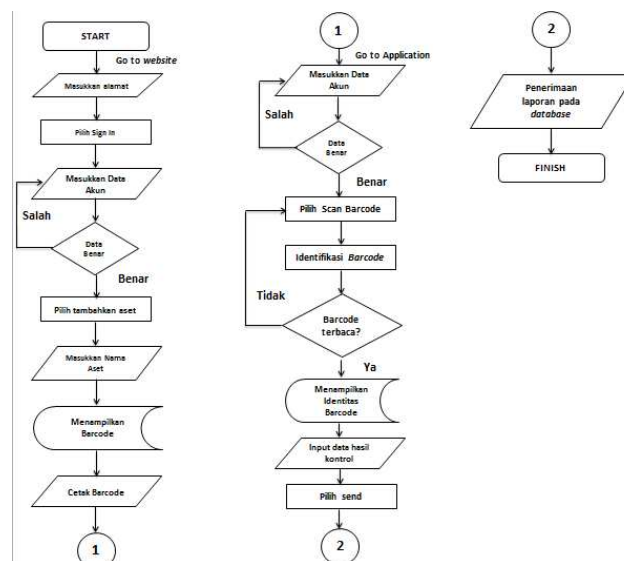 START
Go to website
Masukkan alamat
Pilih Sign In
Masukkan Data
Akun
Salah
Data
Benar
Benar
Pilih tambahkan aset
Masukkan Nama
Aset
Menampilkan
Barcode
Cetak Barcode
1
1
Go to Application
Masukkan Data
Akun
Salah
Data
Benar
Benar
Pilih Scan Barcode
Identifikasi Barcode
Tidak
Barcode
terbaca?
Ya
Menampilkan
Identitas
Barcode
Input data hasil
kontrol
Pilih send
2
2
Penerimaan
laporan pada
database
FINISH